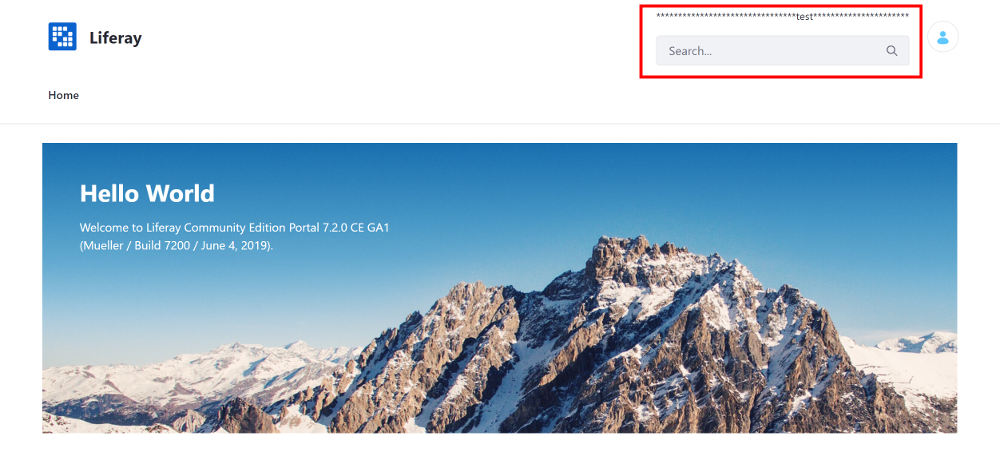 ********************************test**********************
Liferay
Search...
Home
Hello World
Welcome to Liferay Community Edition Portal 7.2.0 CE GA1
(Mueller / Build 7200 / June 4, 2019).